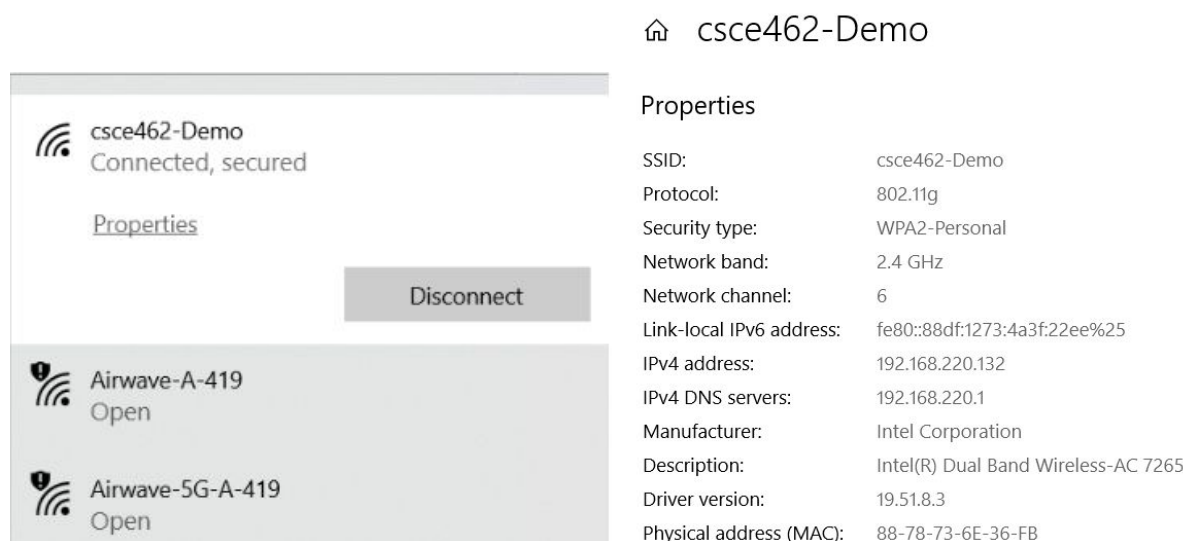 csce462-Demo
Connected, secured
Properties
Disconnect
Airwave-A-419
Open
Airwave-5G-A-419
Open
csce462-Demo
Properties
SSID: csce462-Demo
Protocol: 802.11g
Security type: WPA2-Personal
Network band: 2.4 GHz
Network channel: 6
Link-local IPv6 address: fe80::88df:1273:4a3f:22ee%25
IPv4 address: 192.168.220.132
IPv4 DNS servers: 192.168.220.1
Manufacturer: Intel Corporation
Description: Intel(R) Dual Band Wireless-AC 7265
Driver version: 19.51.8.3
Physical address (MAC): 88-78-73-6E-36-FB